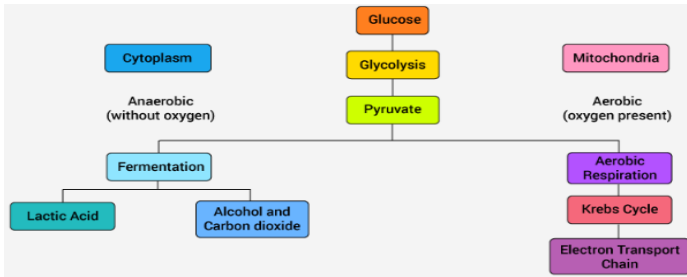 Glucose
Cytoplasm
Glycolysis
Mitochondria
Anaerobic
(without oxygen)
Pyruvate
Aerobic
(oxygen present)
Fermentation
Aerobic
Respiration
Lactic Acid
Alcohol and
Carbon dioxide
Krebs Cycle
Electron Transport
Chain